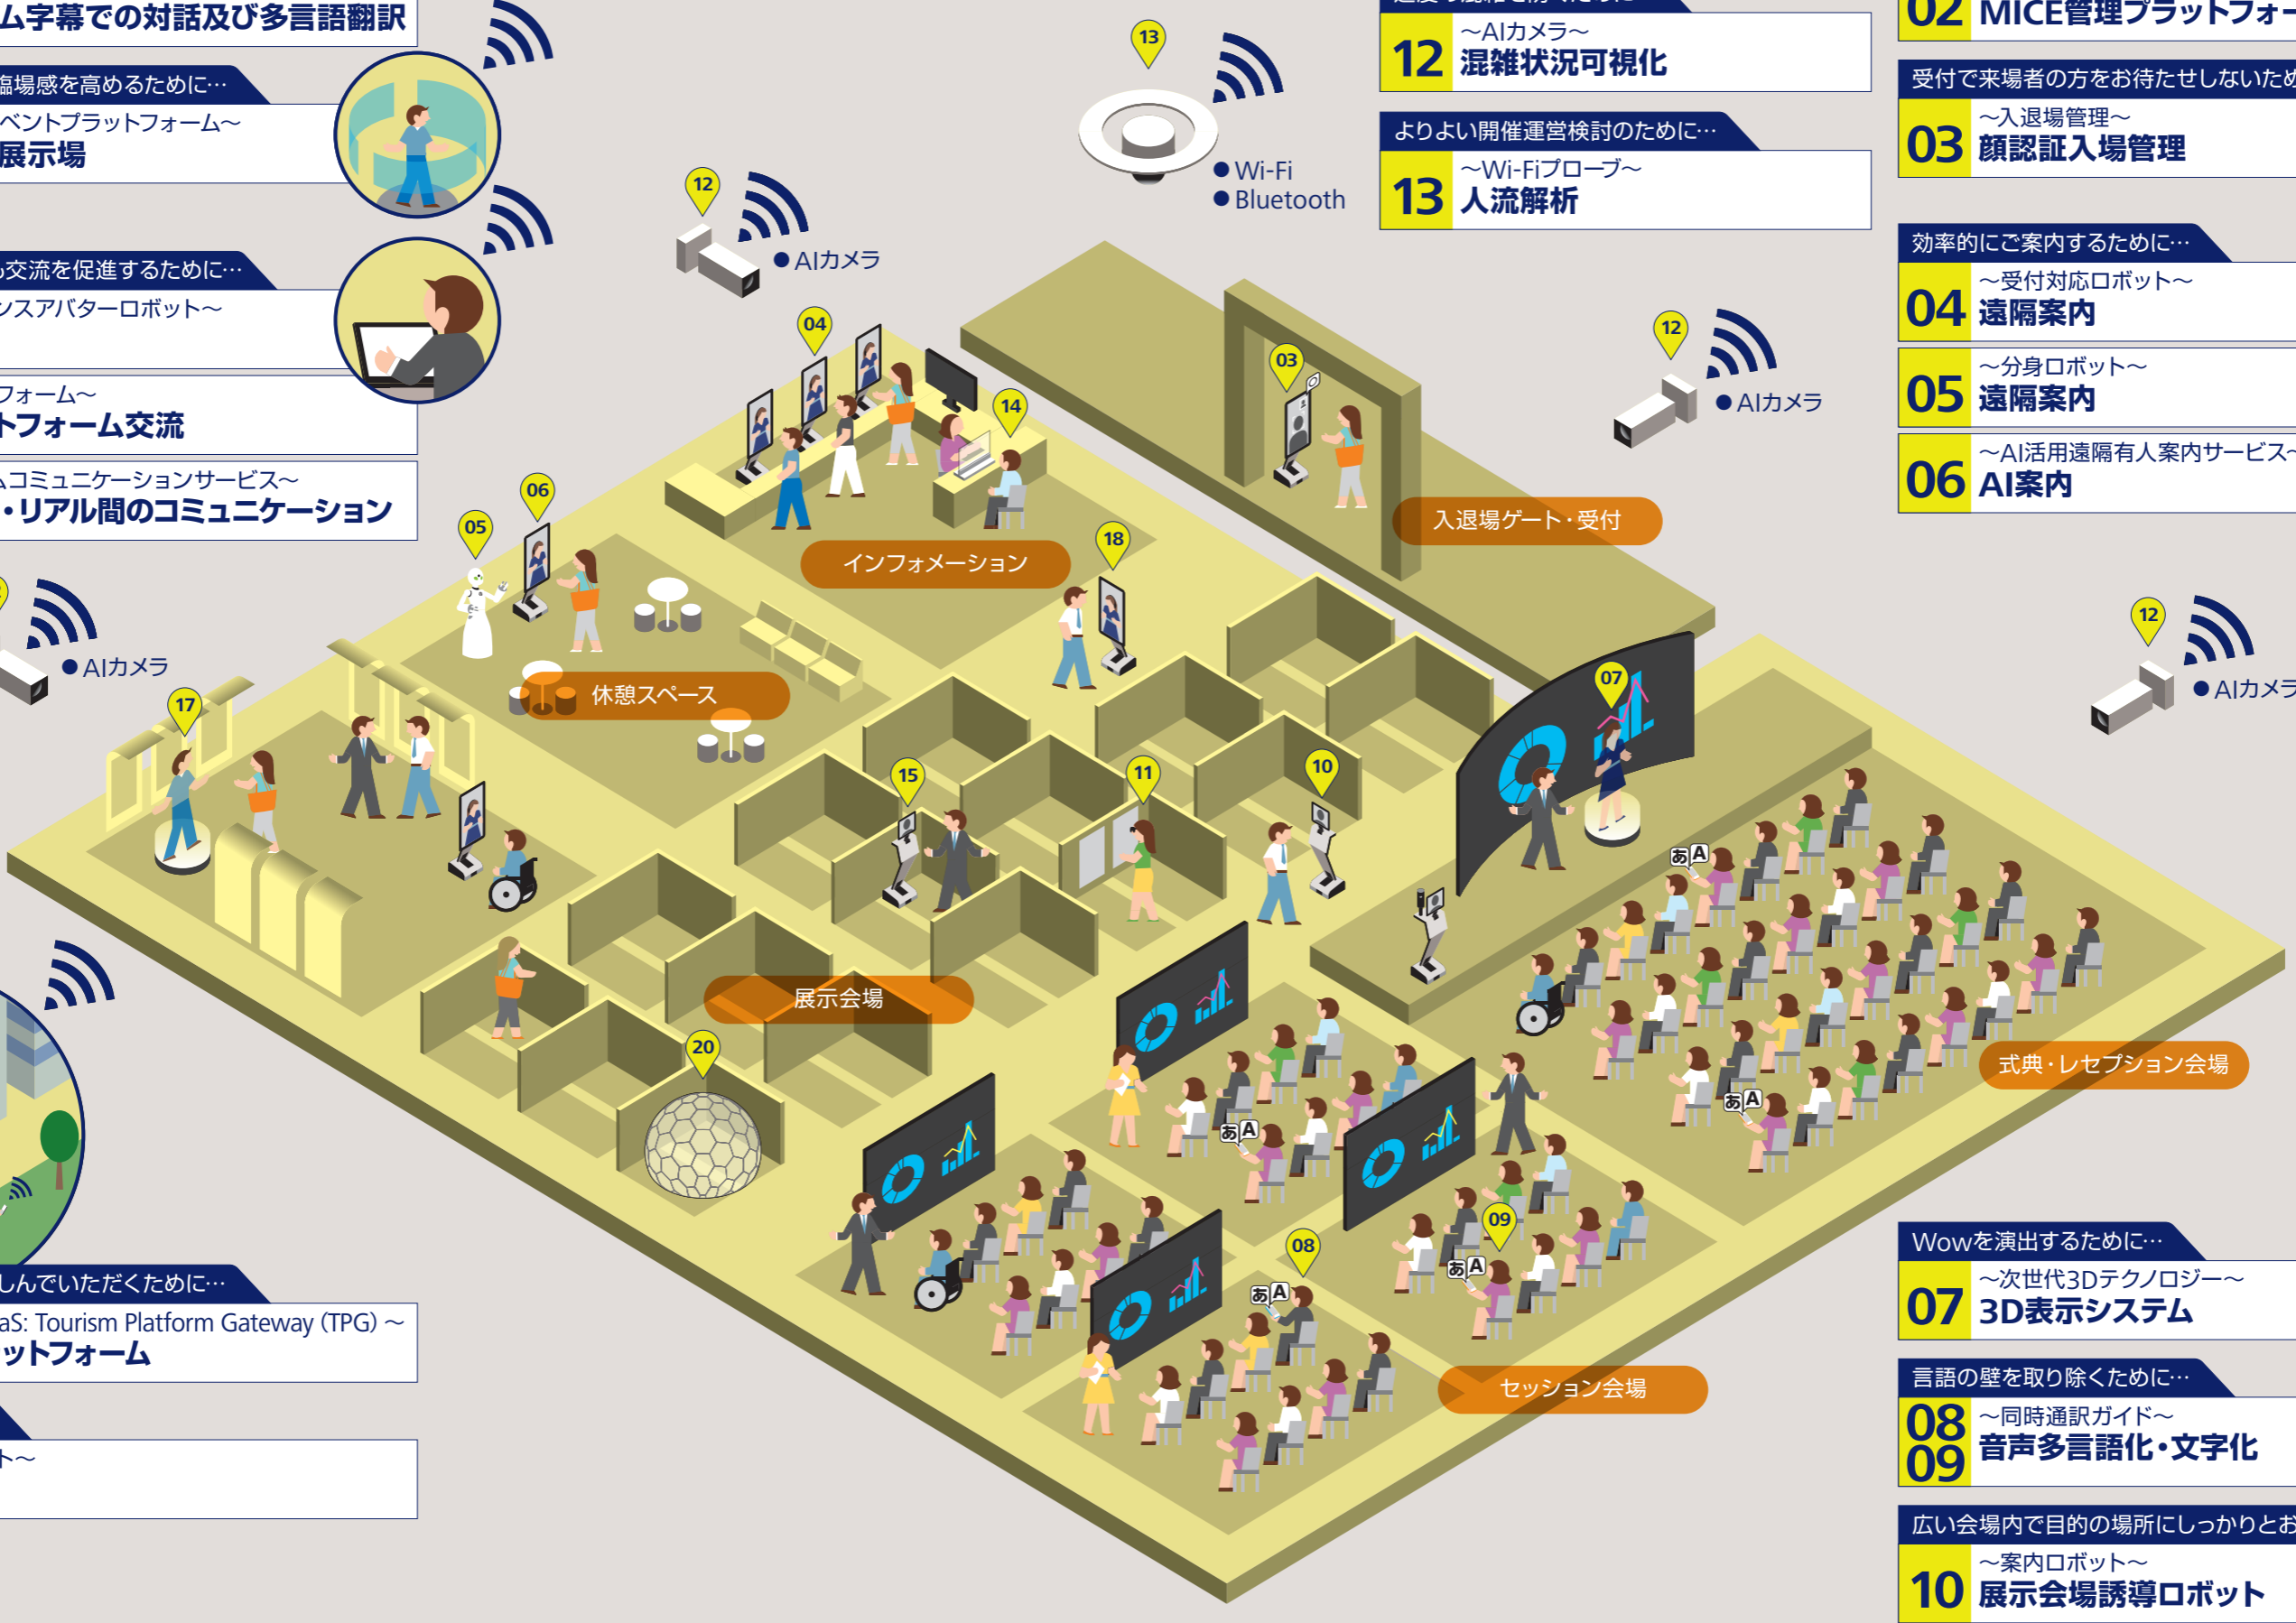 ム字幕での対話及び多言語翻訳
臨場感を高めるために…
ベントプラットフォーム～
展示場
交流を促進するために…
ンスアバターロボット～
フォーム～
トフォーム交流
コミュニケーションサービス～
・リアル間のコミュニケーション
13
● Wi-Fi
● Bluetooth
12
● AIカメラ
12
～AIカメラ～
混雑状況可視化
よりよい開催運営検討のために…
13
～Wi-Fiプローブ～
人流解析
02
MICE管理プラットフォー
受付で来場者の方をお待たせしないため
03
～入退場管理～
顔認証入場管理
効率的にご案内するために…
04
～受付対応ロボット～
遠隔案内
05
～分身ロボット～
遠隔案内
06
～AI活用遠隔有人案内サービス～
AI案内
04
03
12
● AIカメラ
14
06
05
18
入退場ゲート・受付
インフォメーション
● AIカメラ
17
休憩スペース
07
12
● AIカメラ
15
11
10
あA
展示会場
20
式典・レセプション会場
あA
あA
09
08
あA
あA
セッション会場
しんでいただくために…
aS: Tourism Platform Gateway（TPG）～
ットフォーム
ト～
Wowを演出するために…
07
～次世代3Dテクノロジー～
3D表示システム
言語の壁を取り除くために…
08
09
～同時通訳ガイド～
音声多言語化・文字化
広い会場内で目的の場所にしっかりとお
10
～案内ロボット～
展示会場誘導ロボット